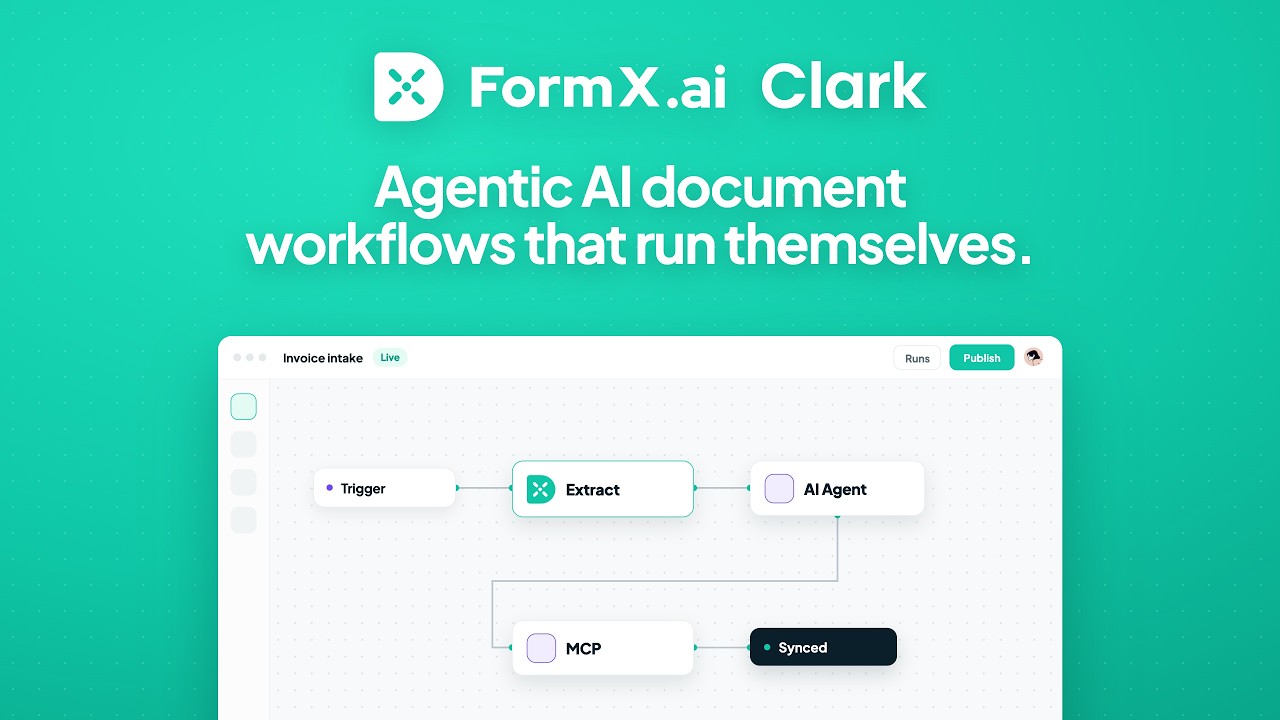 FormX.ai Clark
Agentic AI document
workflows that run themselves.
Invoice intake Live Runs Publish
Trigger Extract AI Agent
MCP Synced